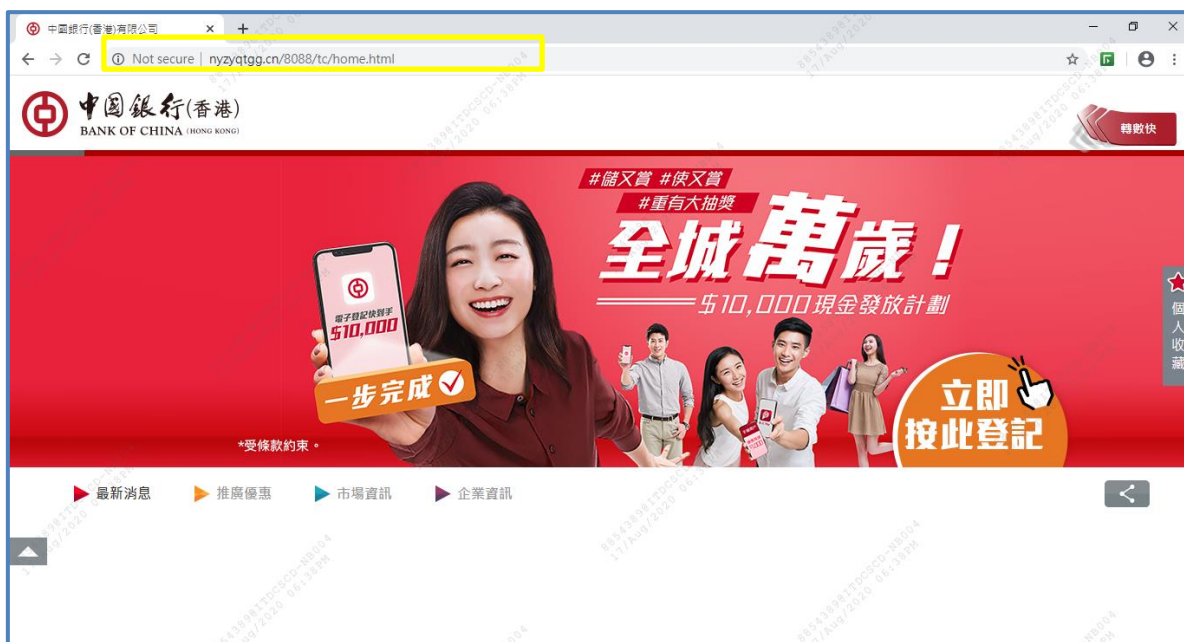 中國銀行(香港)有限公司
Not secure | nyzyqtgg.cn/8088/tc/home.html
中國銀行(香港)
BANK OF CHINA (HONG KONG)
轉數快
#儲又賞 #使又賞
#重有大抽獎
全城萬歲!
$10,000現金發放計劃
電子登記快到手
$10,000
一步完成
立即
按此登記
*受條款約束。
個人收藏
最新消息
推廣優惠
市場資訊
企業資訊